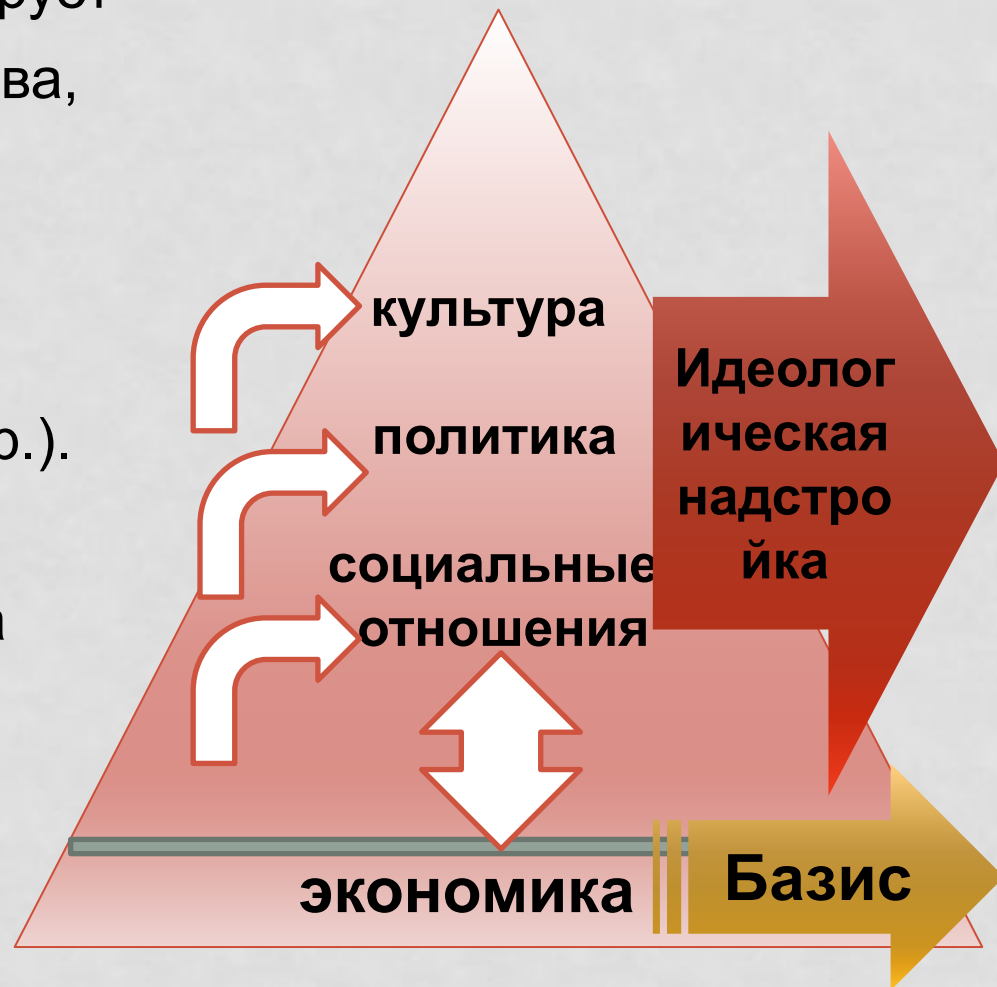 ва,
р.).
культура
политика
социальные
отношения
Идеолог
ическая
надстро
йка
экономика
Базис